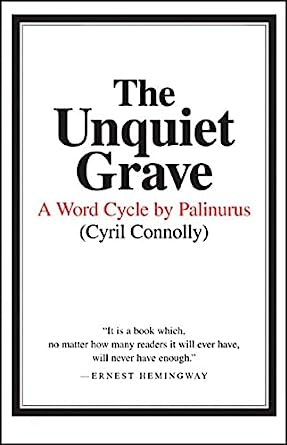 The
Unquiet
Grave
A Word Cycle by Palinurus
(Cyril Connolly)
“It is a book which,
no matter how many readers it will ever have,
will never have enough.”
—ERNEST HEMINGWAY